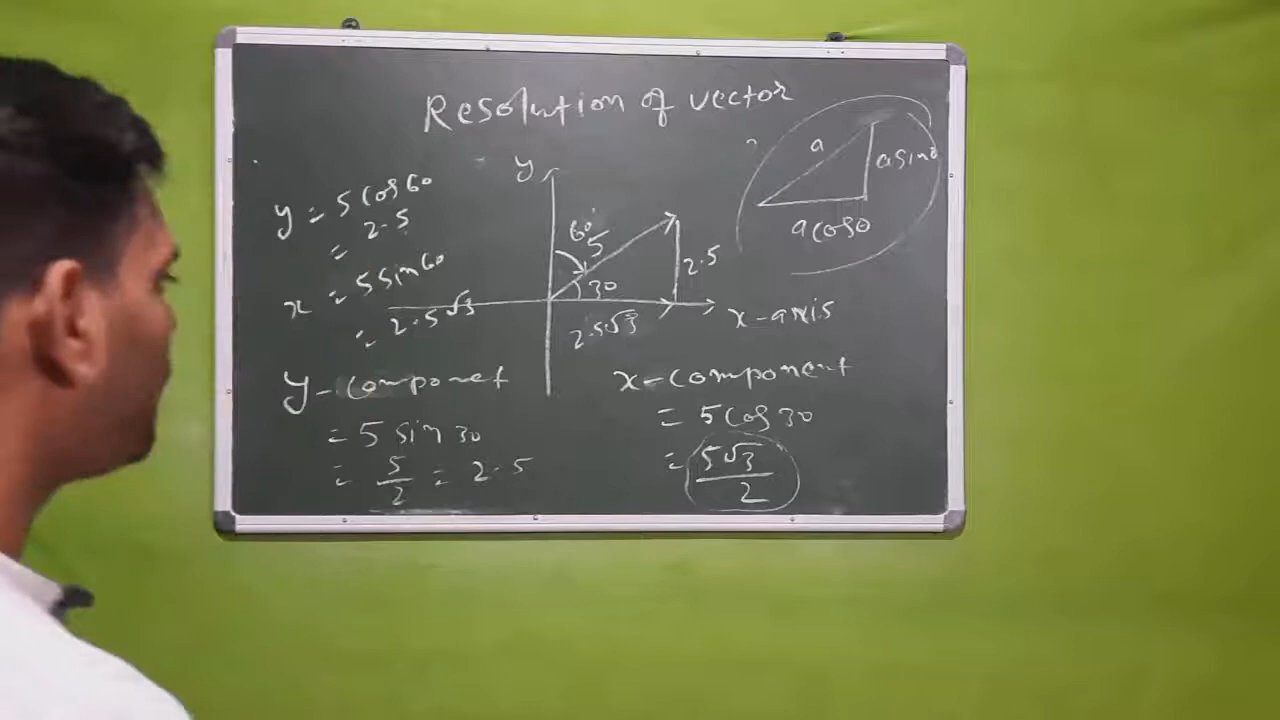 Resolution of vector
y = 5 cos 60
= 2.5
x = 5 sin 60
= 2.5√3
y
60°
5
30
2.5
2.5√3
x-axis
a
a sinθ
a cosθ
y-componet
= 5 sin 30
= 5/2 = 2.5
x-component
= 5 cos 30
= 5√3/2